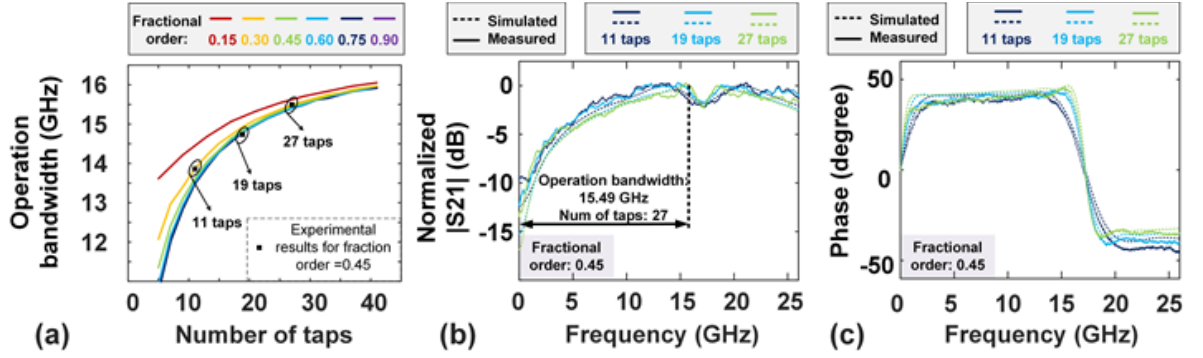 Fractional
order:
0.15 0.30 0.45 0.60 0.75 0.90
Operation
bandwidth (GHz)
16
15
14
13
12
27 taps
19 taps
11 taps
Experimental
results for fraction
order =0.45
10 20 30 40
(a)
Number of taps
Simulated
Measured
11 taps 19 taps 27 taps
Normalized
|S21| (dB)
0
-5
-10
-15
Operation bandwidth:
15.49 GHz
Num of taps: 27
Fractional
order: 0.45
0 5 10 15 20 25
(b)
Frequency (GHz)
Simulated
Measured
11 taps 19 taps 27 taps
Phase (degree)
50
0
-50
Fractional
order: 0.45
0 5 10 15 20 25
(c)
Frequency (GHz)